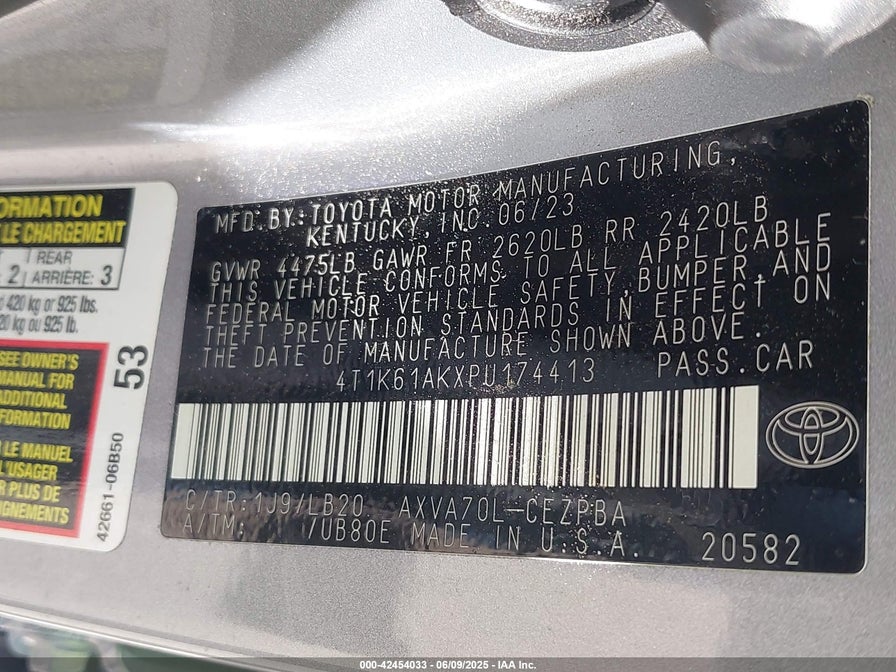 ORMATION
LE CHARGEMENT
2
REAR
ARRIÈRE: 3
420 kg or 925 lbs.
20 kg ou 925 lb.
SEE OWNER'S
MANUAL FOR
ADDITIONAL
FORMATION
LE MANUEL
L'USAGER
R PLUS DE
SIGNEMENTS
53
42661-06B50
MFD.BY:TOYOTA MOTOR MANUFACTURING,
KENTUCKY,INC. 06/23
GVWR 4475LB GAWR FR 2620LB RR 2420LB
THIS VEHICLE CONFORMS TO ALL APPLICABLE
FEDERAL MOTOR VEHICLE SAFETY,BUMPER,AND
THEFT PREVENTION STANDARDS IN EFFECT ON
THE DATE OF MANUFACTURE SHOWN ABOVE.
4T1K61AKXPU174413 PASS.CAR
C/TR:1J9/LB20 AXVA70L-CEZPBA
A/TM: /UB80E MADE IN U.S.A. 20582
000-42454033 - 06/09/2025 - IAA Inc.